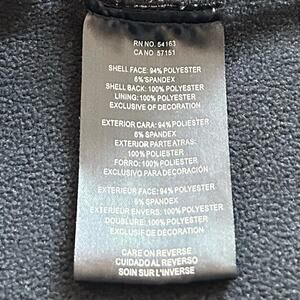 RN NO. 54163
CA NO 57151
SHELL FACE: 94% POLYESTER
6% SPANDEX
SHELL BACK: 100% POLYESTER
LINING: 100% POLYESTER
EXCLUSIVE OF DECORATION
EXTERIOR CARA: 94% POLIESTER
6% SPANDEX
EXTERIOR PARTEATRAS:
100% POLIESTER
FORRO: 100% POLIESTER
EXCLUSIVO PARA DECORACIÓN
EXTERIEUR FACE: 94% POLYESTER
6% SPANDEX
EXTERIEUR ENVERS: 100% POLYESTER
DOUBLURE: 100% POLYESTER
EXCLUSIF DE DECORATION
CARE ON REVERSE
CUIDADO AL REVERSO
SOIN SUR L'INVERSE